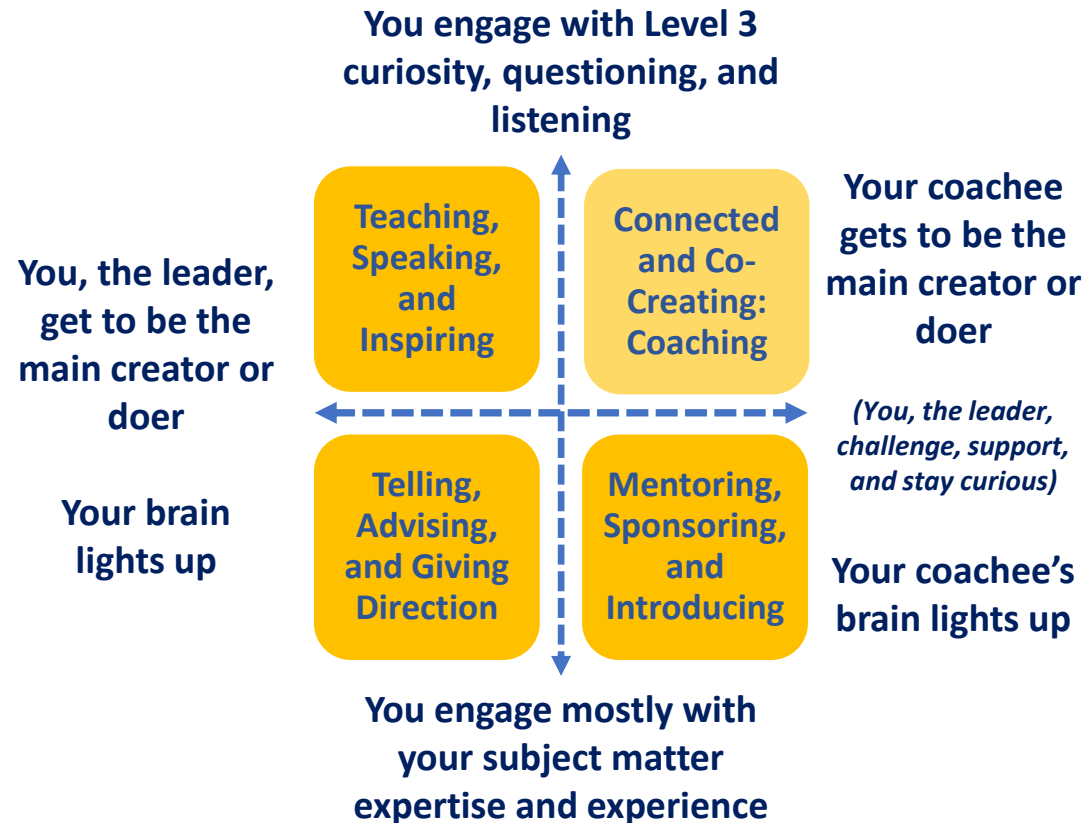 You engage with Level 3
curiosity, questioning, and
listening
You, the leader,
get to be the
main creator or
doer
Your brain
lights up
Teaching,
Speaking,
and
Inspiring
Connected
and Co-
Creating:
Coaching
Telling,
Advising,
and Giving
Direction
Mentoring,
Sponsoring,
and
Introducing
Your coachee
gets to be the
main creator or
doer
(You, the leader,
challenge, support,
and stay curious)
Your coachee’s
brain lights up
You engage mostly with
your subject matter
expertise and experience